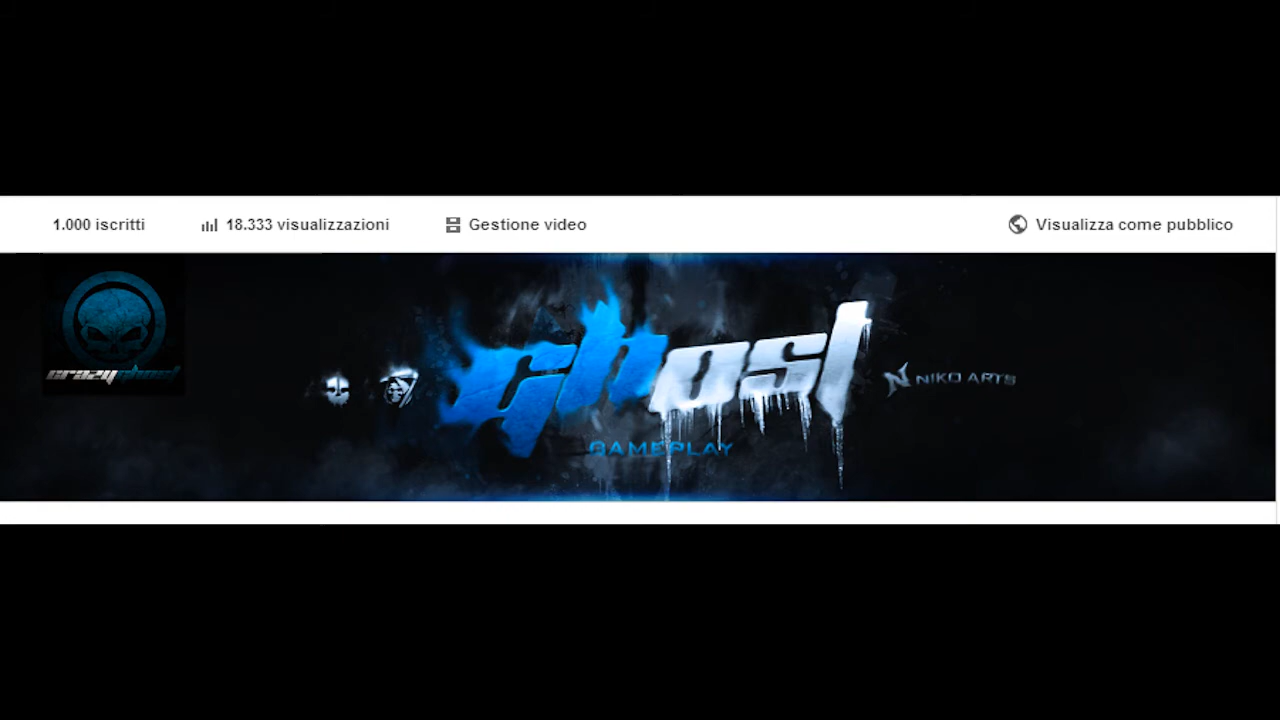 1.000 iscritti 18.333 visualizzazioni Gestione video Visualizza come pubblico
ghost
crazyghost
NIKO ARTS
GAMEPLAY